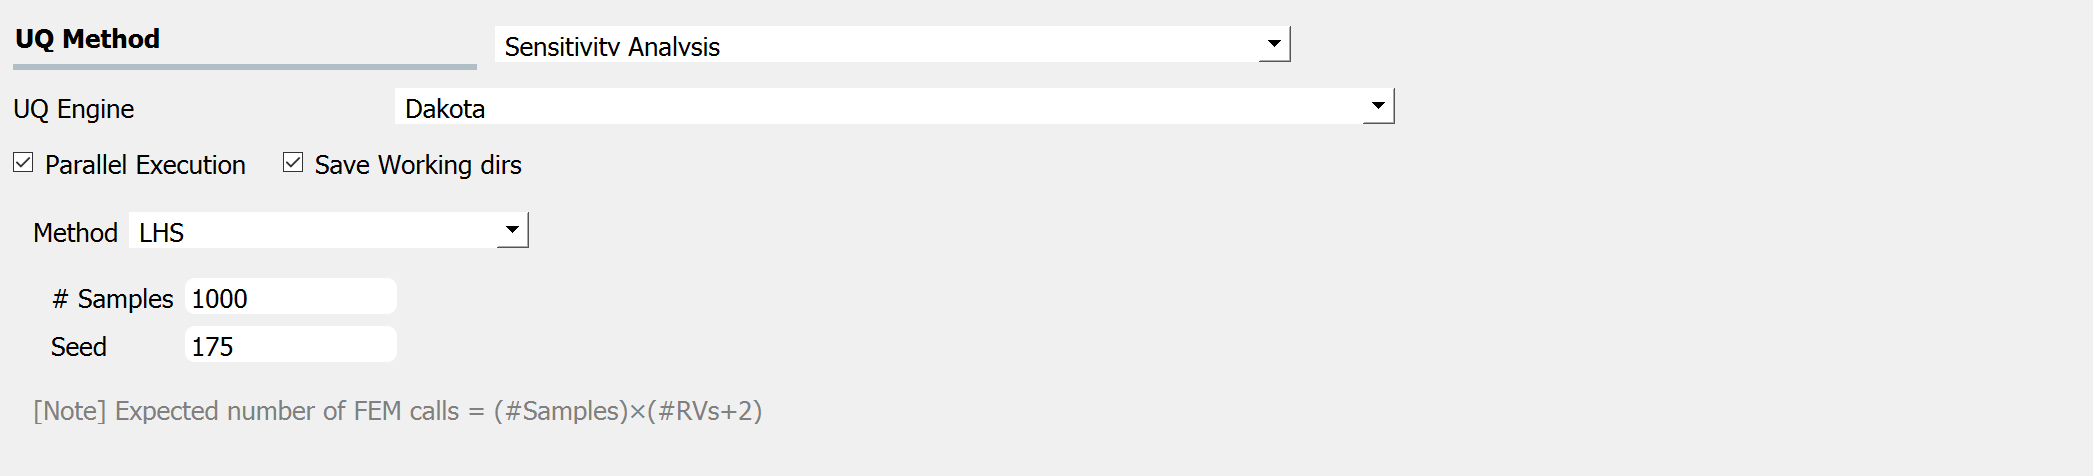 UQ Method Sensitivity Analysis
UQ Engine Dakota
Parallel Execution Save Working dirs
Method LHS
# Samples 1000
Seed 175
[Note] Expected number of FEM calls = (#Samples)×(#RVs+2)